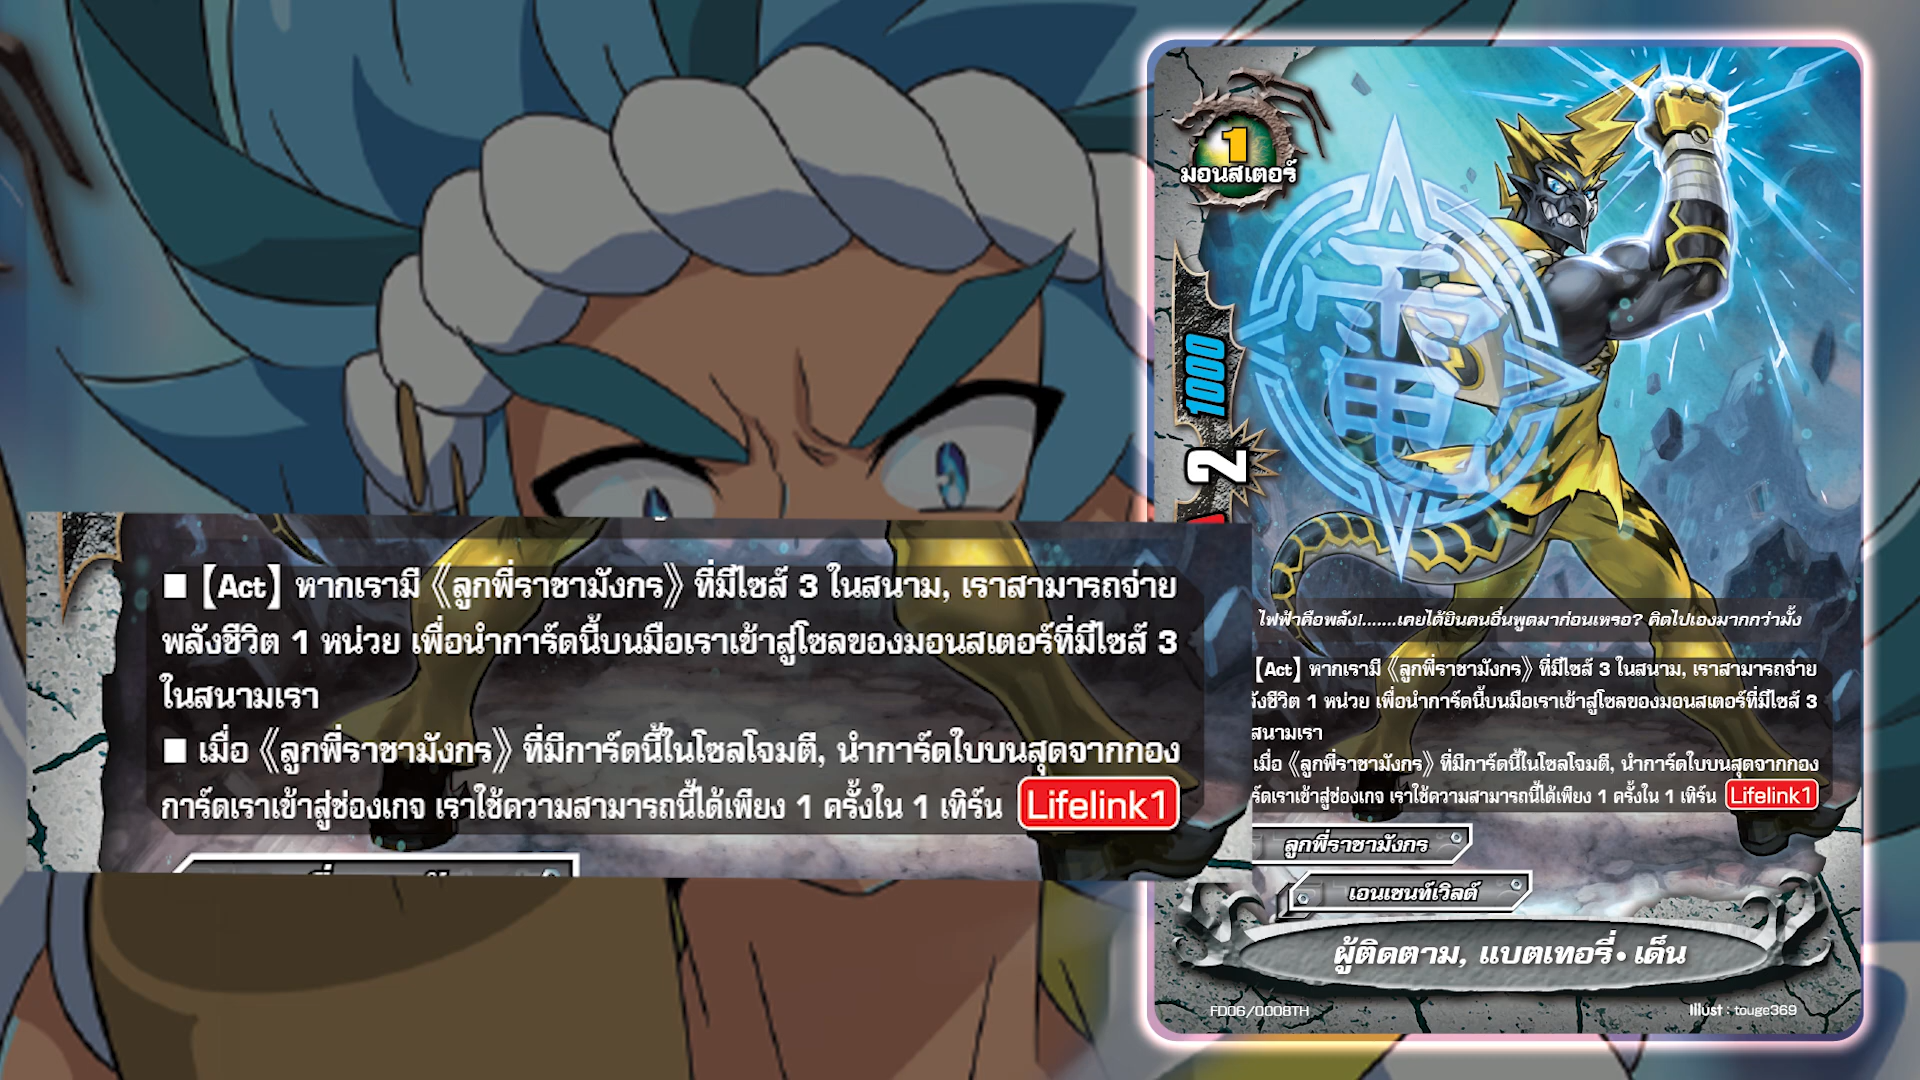 ■【Act】หากเรามี《ลูกพี่ราชามังกร》ที่มีไซส์ 3 ในสนาม, เราสามารถจ่าย
พลังชีวิต 1 หน่วย เพื่อนำการ์ดนี้บนมือเราเข้าสู่โซลของมอนสเตอร์ที่มีไซส์ 3
ในสนามเรา
■ เมื่อ《ลูกพี่ราชามังกร》ที่มีการ์ดนี้ในโซลโจมตี, นำการ์ดใบบนสุดจากกอง
การ์ดเราเข้าสู่ช่องเกจ เราใช้ความสามารถนี้ได้เพียง 1 ครั้งใน 1 เทิร์น Lifelink1
1
มอนสเตอร์
1000
2
雷
ไฟฟ้าคือพลัง!.......เคยได้ยินคนอื่นพูดมาก่อนเหรอ? คิดไปเองมากกว่ามั้ง
【Act】หากเรามี《ลูกพี่ราชามังกร》ที่มีไซส์ 3 ในสนาม, เราสามารถจ่าย
ชีวิต 1 หน่วย เพื่อนำการ์ดนี้บนมือเราเข้าสู่โซลของมอนสเตอร์ที่มีไซส์ 3
สนามเรา
เมื่อ《ลูกพี่ราชามังกร》ที่มีการ์ดนี้ในโซลโจมตี, นำการ์ดใบบนสุดจากกอง
ร์ดเราเข้าสู่ช่องเกจ เราใช้ความสามารถนี้ได้เพียง 1 ครั้งใน 1 เทิร์น Lifelink1
ลูกพี่ราชามังกร
เอนเชนท์เวิลด์
ผู้ติดตาม, แบตเทอรี่•เด็น
FD06/0008TH
Illust : touge369